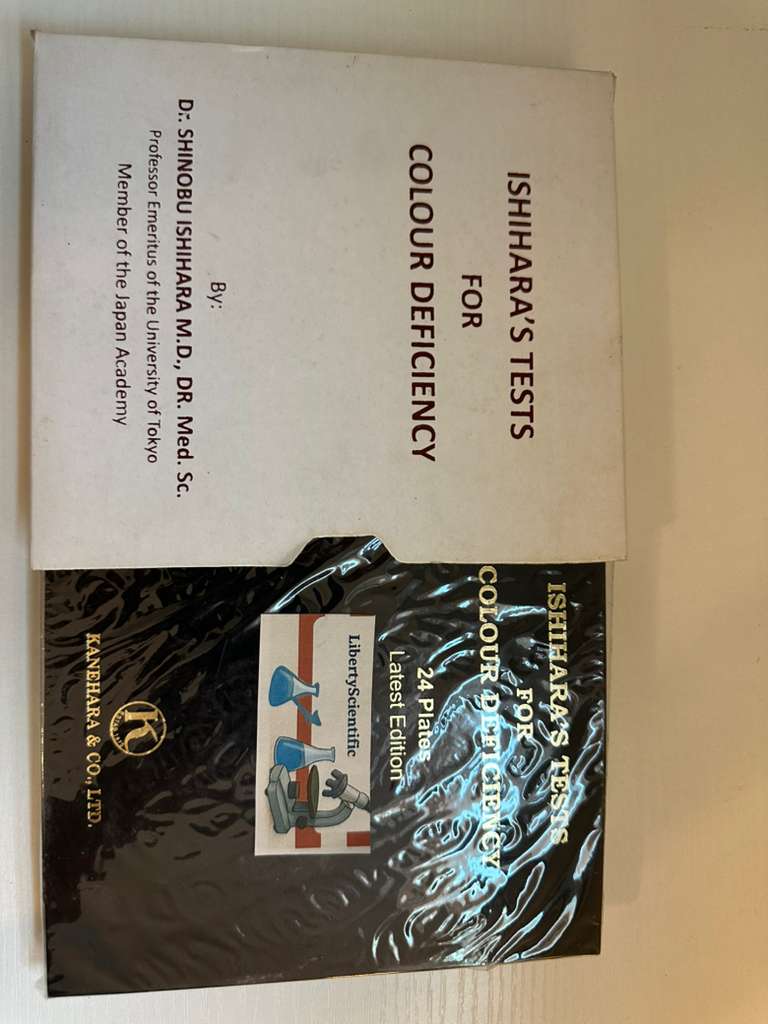 ISHIHARA'S TESTS
FOR
COLOUR DEFICIENCY
By:
Dr. SHINOBU ISHIHARA M.D., DR. Med. Sc.
Professor Emeritus of the University of Tokyo
Member of the Japan Academy
ISHIHARA'S TESTS
FOR
COLOUR DEFICIENCY
24 Plates
Latest Edition
LibertyScientific
K
KANEHARA & CO., LTD.